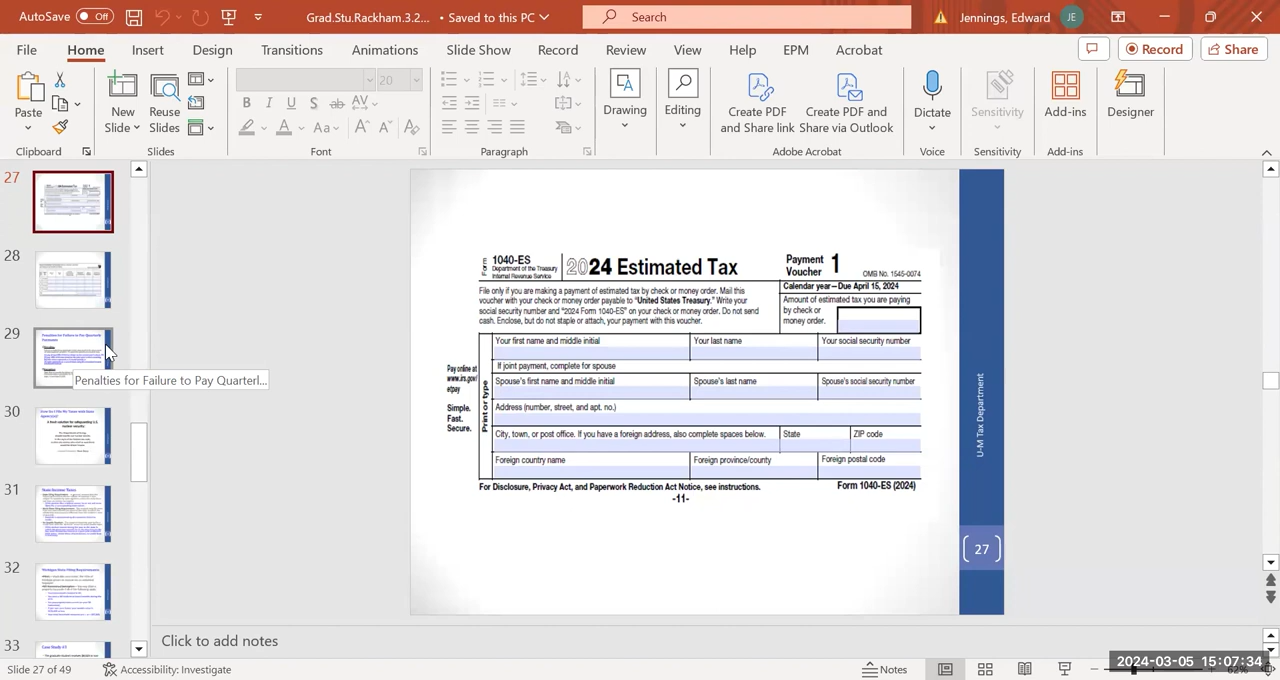 AutoSave Off Grad.Stu.Rackham.3.2... • Saved to this PC Search Jennings, Edward JE
File Home Insert Design Transitions Animations Slide Show Record Review View Help EPM Acrobat Record Share
Paste New Slide Reuse Slides 20 Drawing Editing Create PDF and Share link Create PDF and Share via Outlook Dictate Sensitivity Add-ins Designer
Clipboard Slides Font Paragraph Adobe Acrobat Voice Sensitivity Add-ins
27
28
29
Penalties for Failure to Pay Quarterly Payments
Penalties for Failure to Pay Quarterl...
30
31
32
33
Case Study #1
Form 1040-ES
Department of the Treasury
Internal Revenue Service
2024 Estimated Tax
Payment Voucher 1
OMB No. 1545-0074
File only if you are making a payment of estimated tax by check or money order. Mail this
voucher with your check or money order payable to "United States Treasury." Write your
social security number and "2024 Form 1040-ES" on your check or money order. Do not send
cash. Enclose, but do not staple or attach, your payment with this voucher.
Calendar year—Due April 15, 2024
Amount of estimated tax you are paying
by check or
money order.
Pay online at
www.irs.gov/
etpay
Simple.
Fast.
Secure.
Print or type
Your first name and middle initial Your last name Your social security number
If joint payment, complete for spouse
Spouse's first name and middle initial Spouse's last name Spouse's social security number
Address (number, street, and apt. no.)
City, town, or post office. If you have a foreign address, also complete spaces below. State ZIP code
Foreign country name Foreign province/county Foreign postal code
For Disclosure, Privacy Act, and Paperwork Reduction Act Notice, see instructions. Form 1040-ES (2024)
-11-
U-M Tax Department
27
Click to add notes
Slide 27 of 49 Accessibility: Investigate Notes 62%
2024-03-05 15:07:34